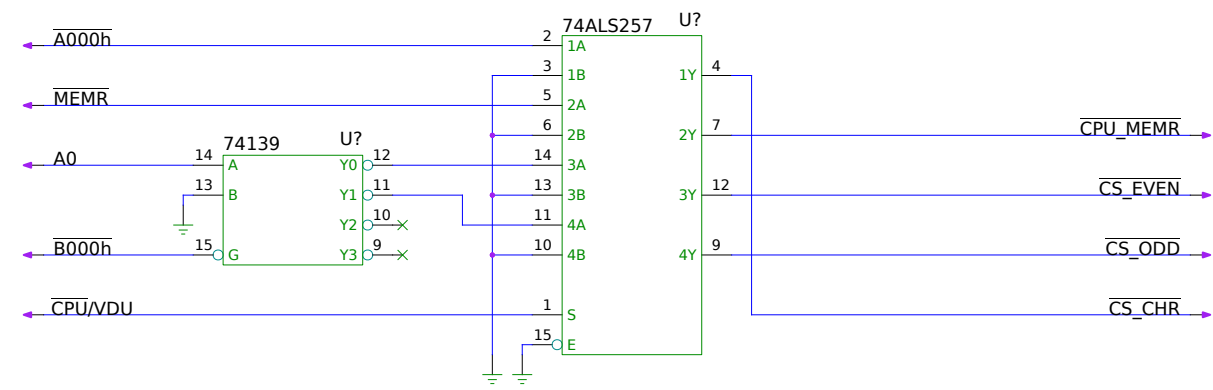 74ALS257 U?
A000h 2 1A
3 1B 1Y 4
MEMR 5 2A
6 2B 2Y 7 CPU_MEMR
74139 U?
A0 14 A Y0 12 14 3A
13 B Y1 11 13 3B 3Y 12 CS_EVEN
Y2 10 11 4A
B000h 15 G Y3 9 10 4B 4Y 9 CS_ODD
CPU/VDU 1 S CS_CHR
15 E